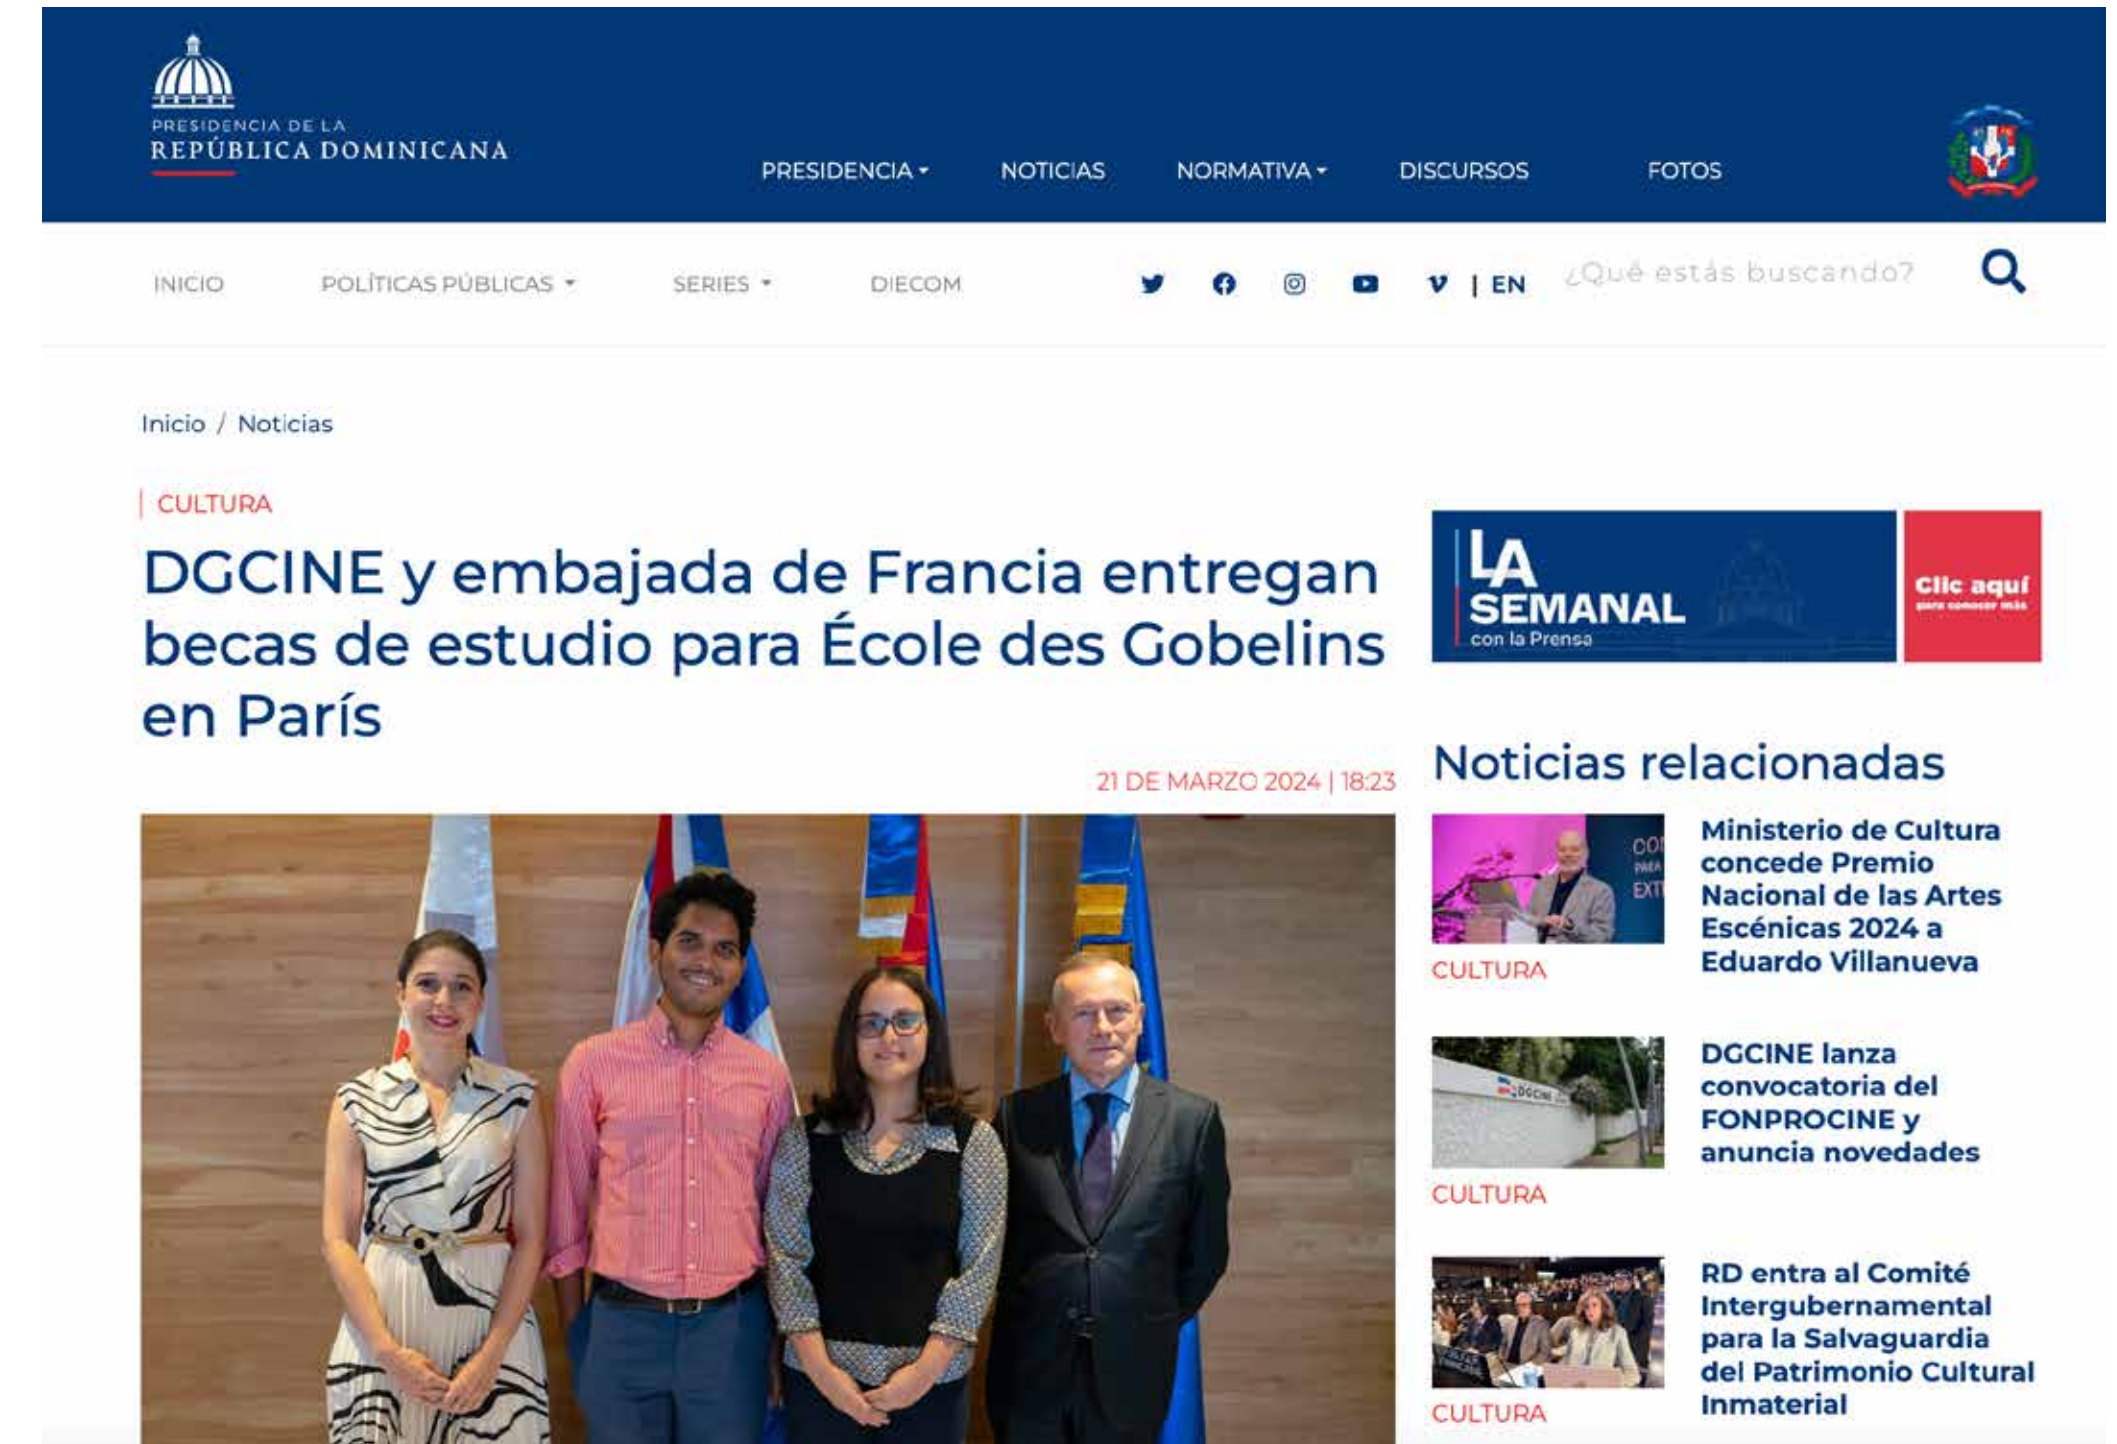 PRESIDENCIA DE LA
REPÚBLICA DOMINICANA
PRESIDENCIA
NOTICIAS
NORMATIVA
DISCURSOS
FOTOS
INICIO
POLÍTICAS PÚBLICAS
SERIES
DIECOM
| EN
¿Qué estás buscando?
Inicio / Noticias
| CULTURA
DGCINE y embajada de Francia entregan
becas de estudio para École des Gobelins
en París
21 DE MARZO 2024 | 18:23
LA
SEMANAL
con la Prensa
Clic aquí
para conocer más
Noticias relacionadas
CULTURA
Ministerio de Cultura
concede Premio
Nacional de las Artes
Escénicas 2024 a
Eduardo Villanueva
DGCINE
CULTURA
DGCINE lanza
convocatoria del
FONPROCINE y
anuncia novedades
CULTURA
RD entra al Comité
Intergubernamental
para la Salvaguardia
del Patrimonio Cultural
Inmaterial